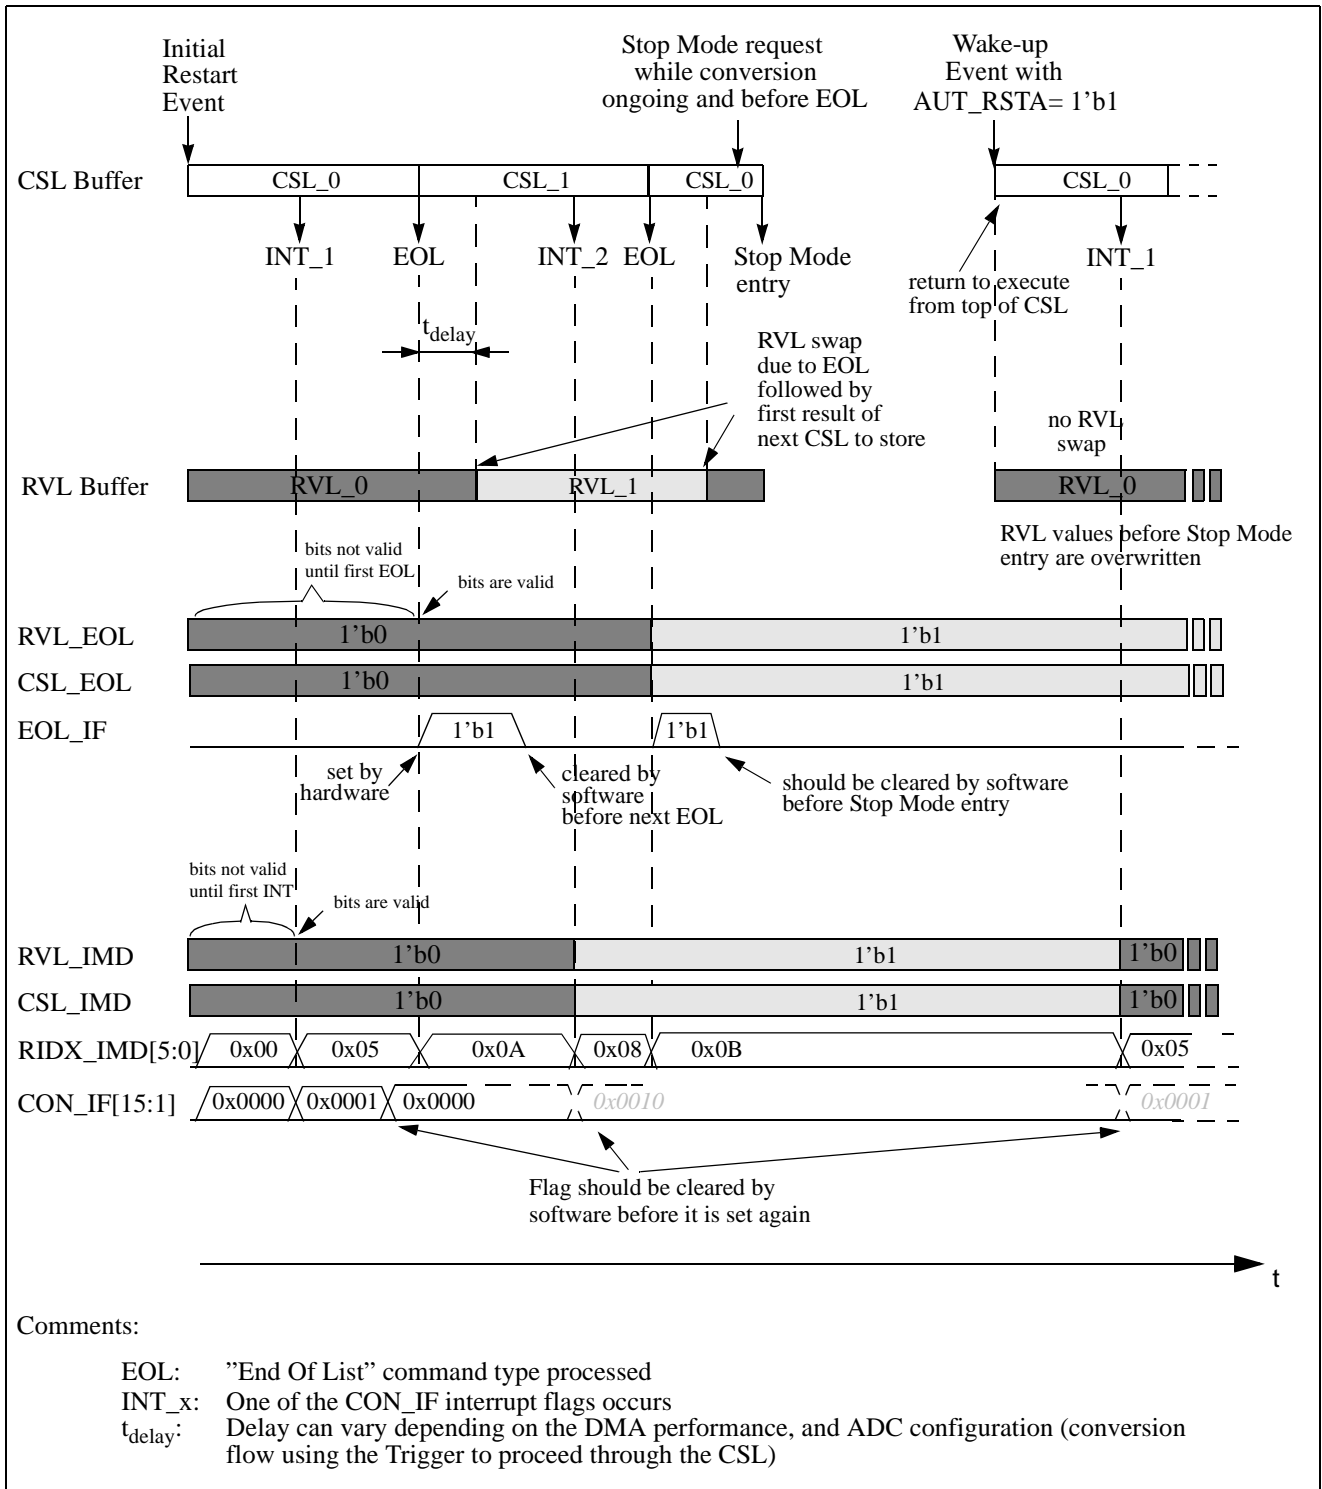 Initial
Restart
Event
Stop Mode request
while conversion
ongoing and before EOL
Wake-up
Event with
AUT_RSTA= 1’b1
CSL Buffer
CSL_0
CSL_1
CSL_0
CSL_0
INT_1
EOL
INT_2
EOL
Stop Mode
entry
INT_1
return to execute
from top of CSL
tdelay
RVL swap
due to EOL
followed by
first result of
next CSL to store
no RVL
swap
RVL Buffer
RVL_0
RVL_1
RVL_0
RVL values before Stop Mode
entry are overwritten
bits not valid
until first EOL
bits are valid
RVL_EOL
1’b0
1’b1
CSL_EOL
1’b0
1’b1
EOL_IF
1’b1
1’b1
set by
hardware
cleared by
software
before next EOL
should be cleared by software
before Stop Mode entry
bits not valid
until first INT
bits are valid
RVL_IMD
1’b0
1’b1
1’b0
CSL_IMD
1’b0
1’b1
1’b0
RIDX_IMD[5:0]
0x00
0x05
0x0A
0x08
0x0B
0x05
CON_IF[15:1]
0x0000
0x0001
0x0000
0x0010
0x0001
Flag should be cleared by
software before it is set again
t
Comments:
EOL: ”End Of List” command type processed
INT_x: One of the CON_IF interrupt flags occurs
tdelay: Delay can vary depending on the DMA performance, and ADC configuration (conversion
flow using the Trigger to proceed through the CSL)